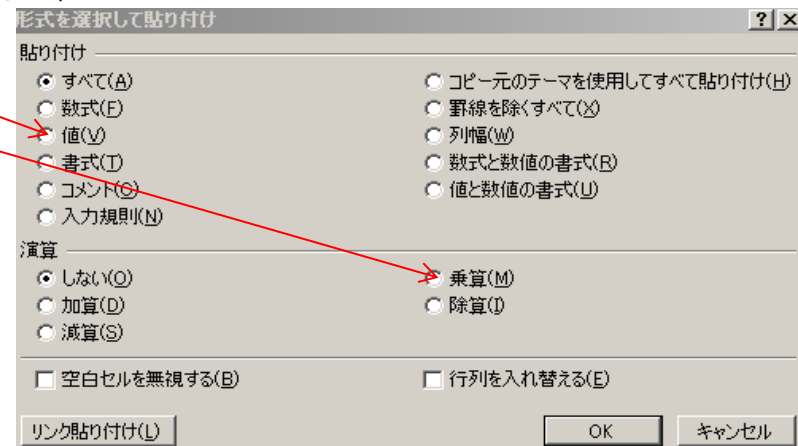 形式を選択して貼り付け
貼り付け
すべて(A)
コピー元のテーマを使用してすべて貼り付け(H)
数式(F)
罫線を除くすべて(X)
値(V)
列幅(W)
書式(T)
数式と数値の書式(R)
コメント(C)
値と数値の書式(U)
入力規則(N)
演算
しない(O)
乗算(M)
加算(D)
除算(I)
減算(S)
空白セルを無視する(B)
行列を入れ替える(E)
リンク貼り付け(L)
OK
キャンセル